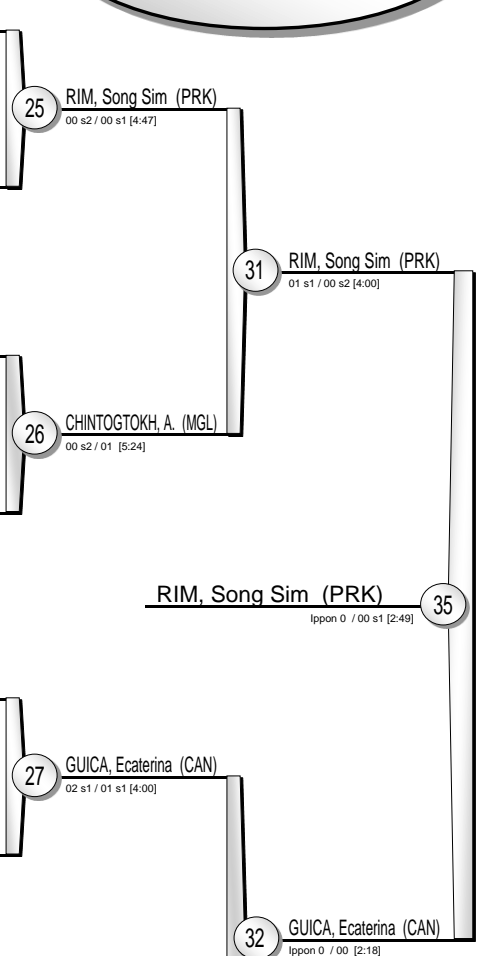 25
RIM, Song Sim (PRK)
00 s2 / 00 s1 [4:47]
31
RIM, Song Sim (PRK)
01 s1 / 00 s2 [4:00]
26
CHINTOGTOKH, A. (MGL)
00 s2 / 01 [5:24]
RIM, Song Sim (PRK)
Ippon 0 / 00 s1 [2:49]
35
27
GUICA, Ecaterina (CAN)
02 s1 / 01 s1 [4:00]
32
GUICA, Ecaterina (CAN)
Ippon 0 / 00 [2:18]